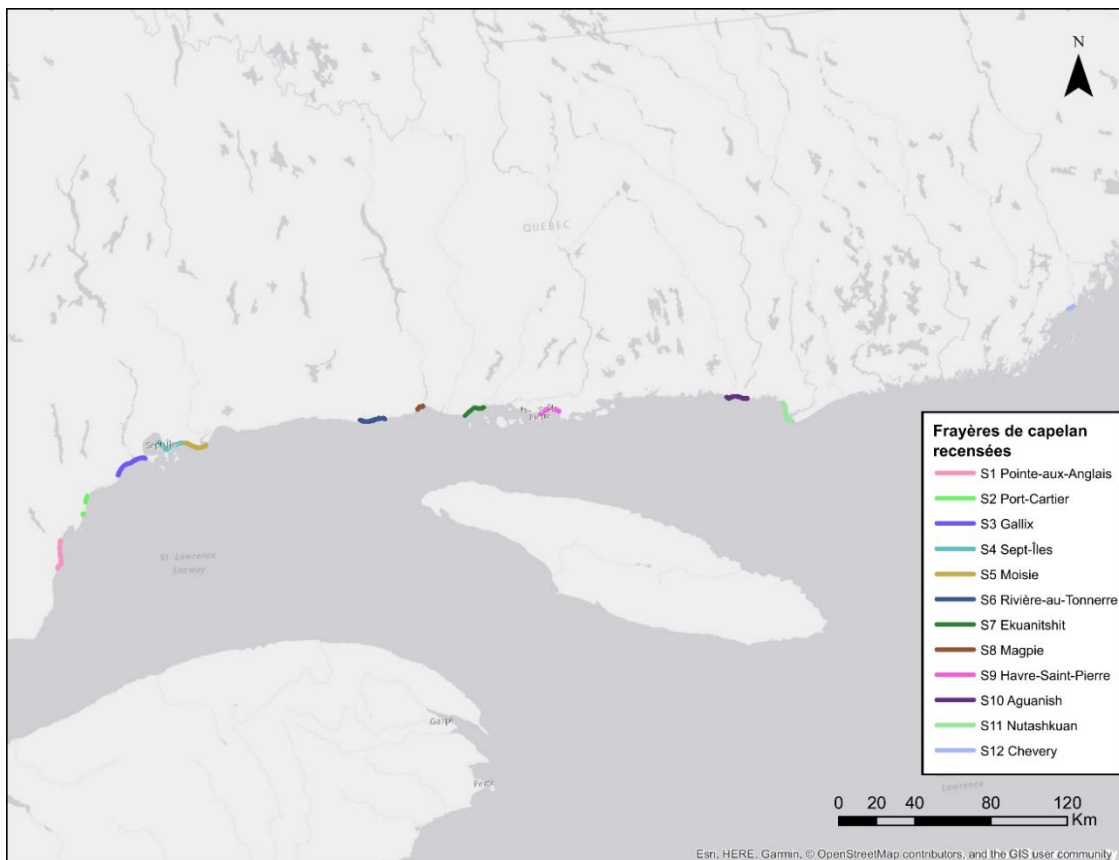 N
QUEBEC
Sept-Îles
St. Lawrence
Seaway
Gaspé
Percé
Frayères de capelan
recensées
S1 Pointe-aux-Anglais
S2 Port-Cartier
S3 Gallix
S4 Sept-Îles
S5 Moisie
S6 Rivière-au-Tonnerre
S7 Ekuanitshit
S8 Magpie
S9 Havre-Saint-Pierre
S10 Aguanish
S11 Nutashkuan
S12 Chevery
Lawrence
0 20 40 80 120
Km
Esri, HERE, Garmin, © OpenStreetMap contributors, and the GIS user community